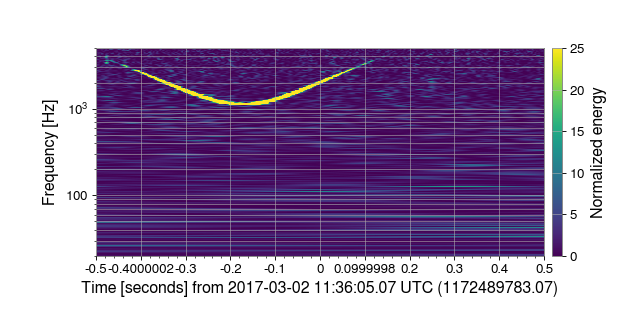 25
20
15
10
5
0
Normalized energy
Frequency [Hz]
10³
100
-0.5 -0.4000002 -0.3 -0.2 -0.1 0 0.0999998 0.2 0.3 0.4 0.5
Time [seconds] from 2017-03-02 11:36:05.07 UTC (1172489783.07)